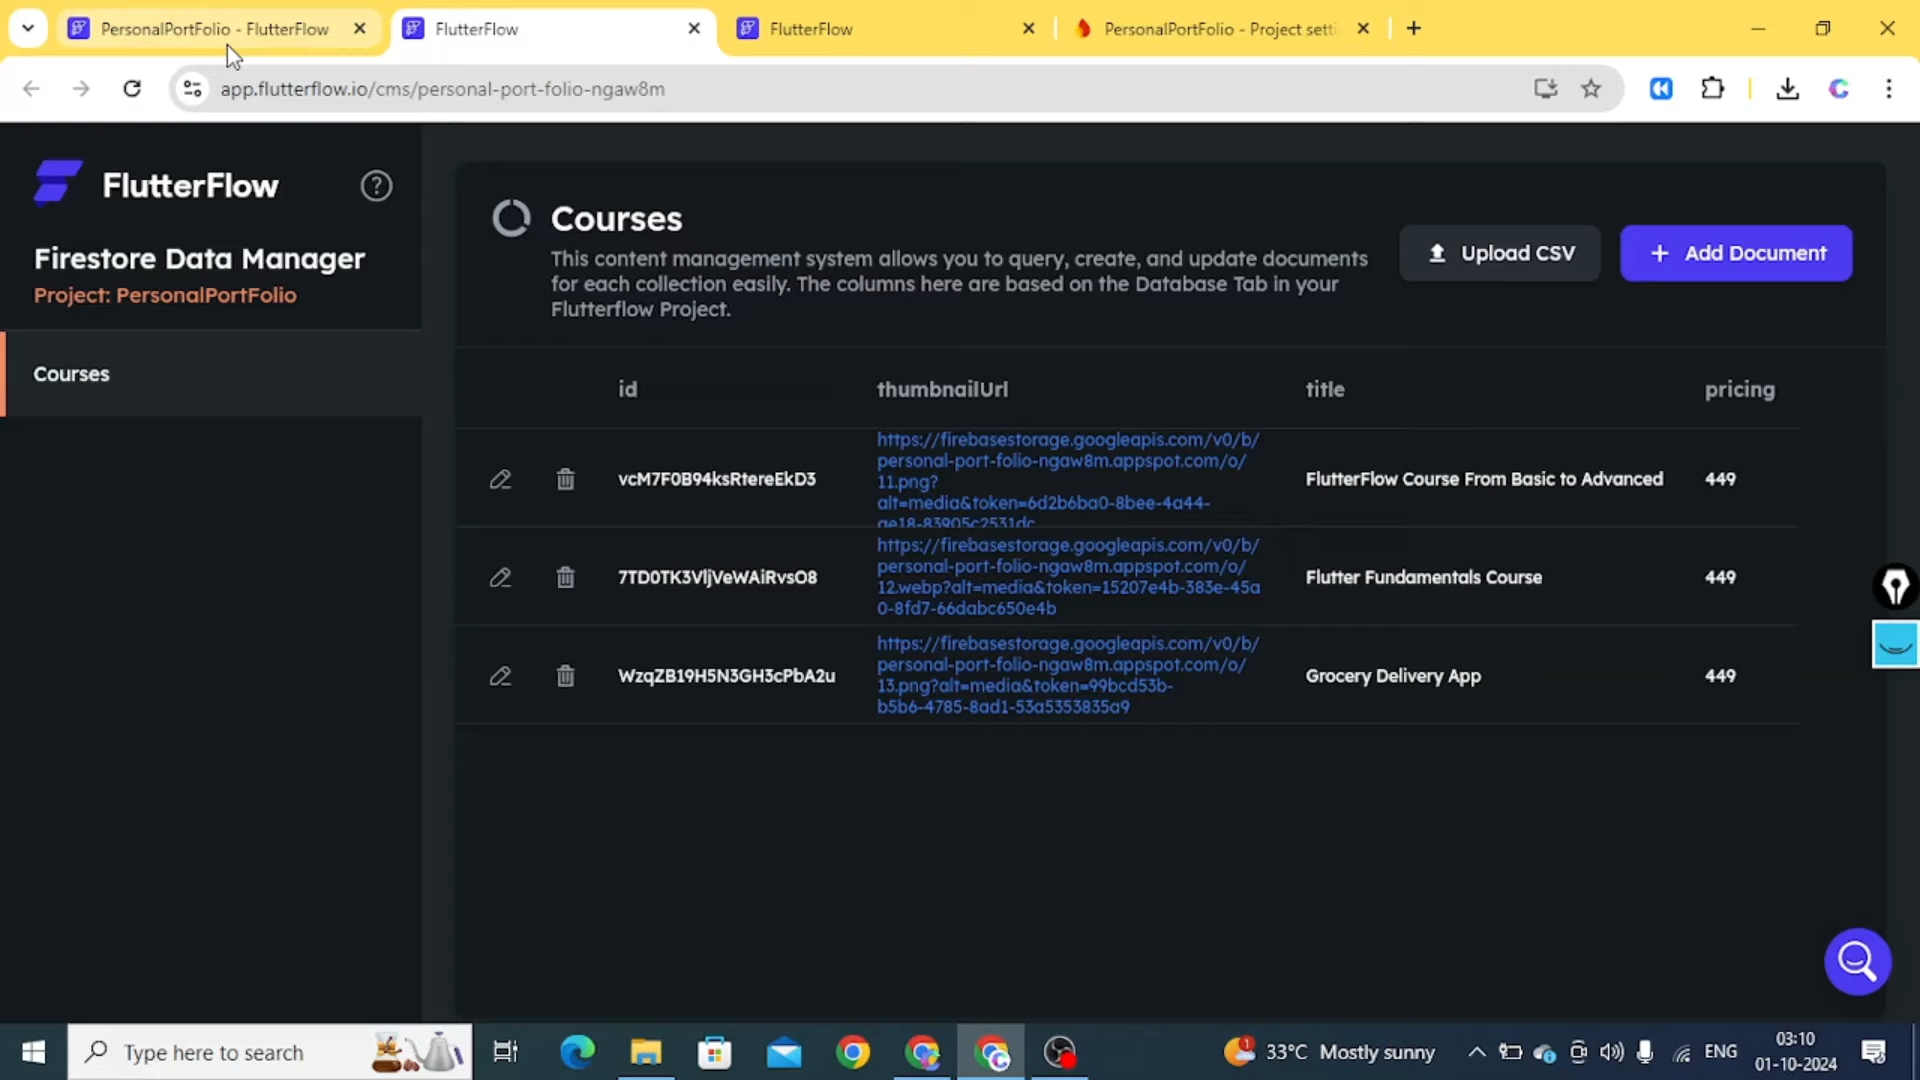 PersonalPortFolio - FlutterFlow
FlutterFlow
FlutterFlow
PersonalPortFolio - Project setti
app.flutterflow.io/cms/personal-port-folio-ngaw8m
FlutterFlow
?
Firestore Data Manager
Project: PersonalPortFolio
Courses
Courses
This content management system allows you to query, create, and update documents
for each collection easily. The columns here are based on the Database Tab in your
Flutterflow Project.
Upload CSV
+ Add Document
id
thumbnailUrl
title
pricing
vcM7F0B94ksRtereEkD3
https://firebasestorage.googleapis.com/v0/b/
personal-port-folio-ngaw8m.appspot.com/o/
11.png?
alt=media&token=6d2b6ba0-8bee-4a44-
ae18-83905c2531dc
FlutterFlow Course From Basic to Advanced
449
7TD0TK3VljVeWAiRvsO8
https://firebasestorage.googleapis.com/v0/b/
personal-port-folio-ngaw8m.appspot.com/o/
12.webp?alt=media&token=15207e4b-383e-45a
0-8fd7-66dabc650e4b
Flutter Fundamentals Course
449
WzqZB19H5N3GH3cPbA2u
https://firebasestorage.googleapis.com/v0/b/
personal-port-folio-ngaw8m.appspot.com/o/
13.png?alt=media&token=99bcd53b-
b5b6-4785-8ad1-53a5353835a9
Grocery Delivery App
449
Type here to search
1
33°C Mostly sunny
ENG
03:10
01-10-2024